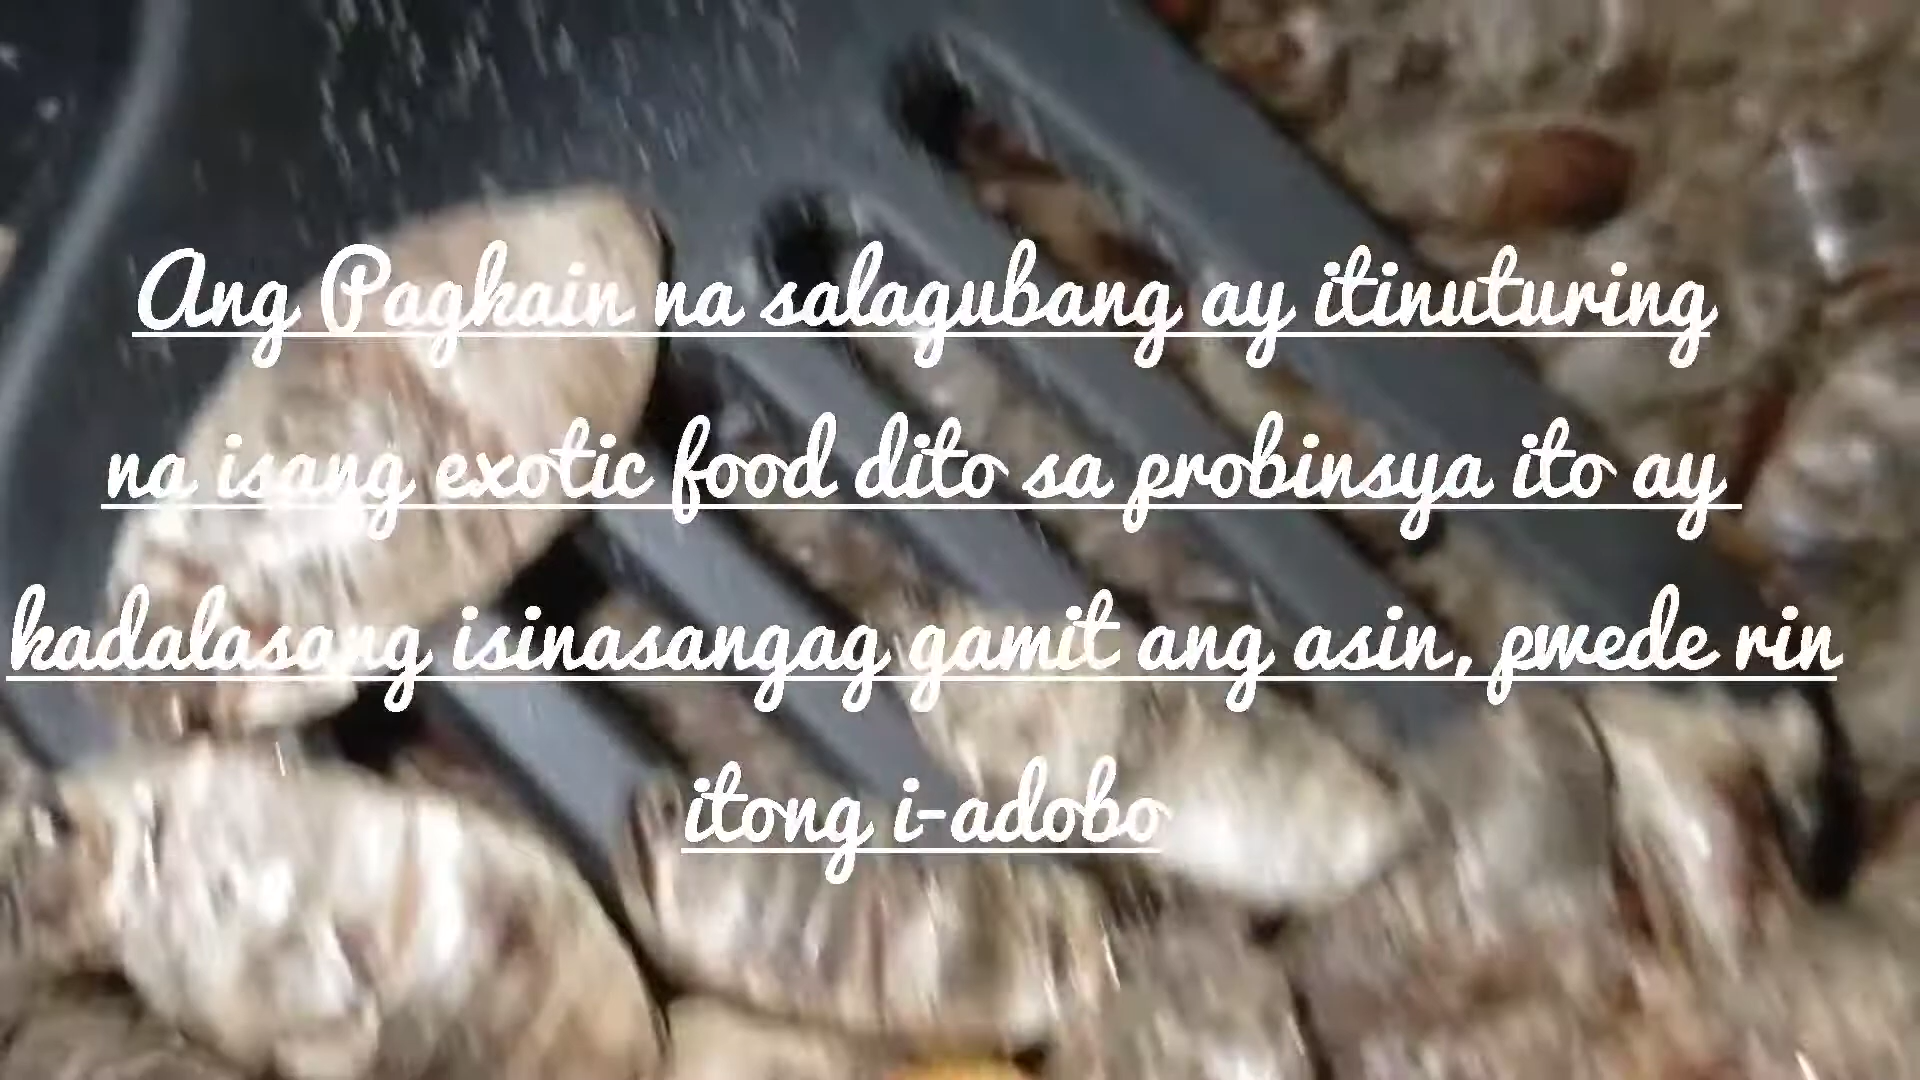 Ang Pagkain na salagubang ay itinuturing
na isang exotic food dito sa probinsya ito ay
kadalasang isinasangag gamit ang asin, pwede rin
itong i-adobo